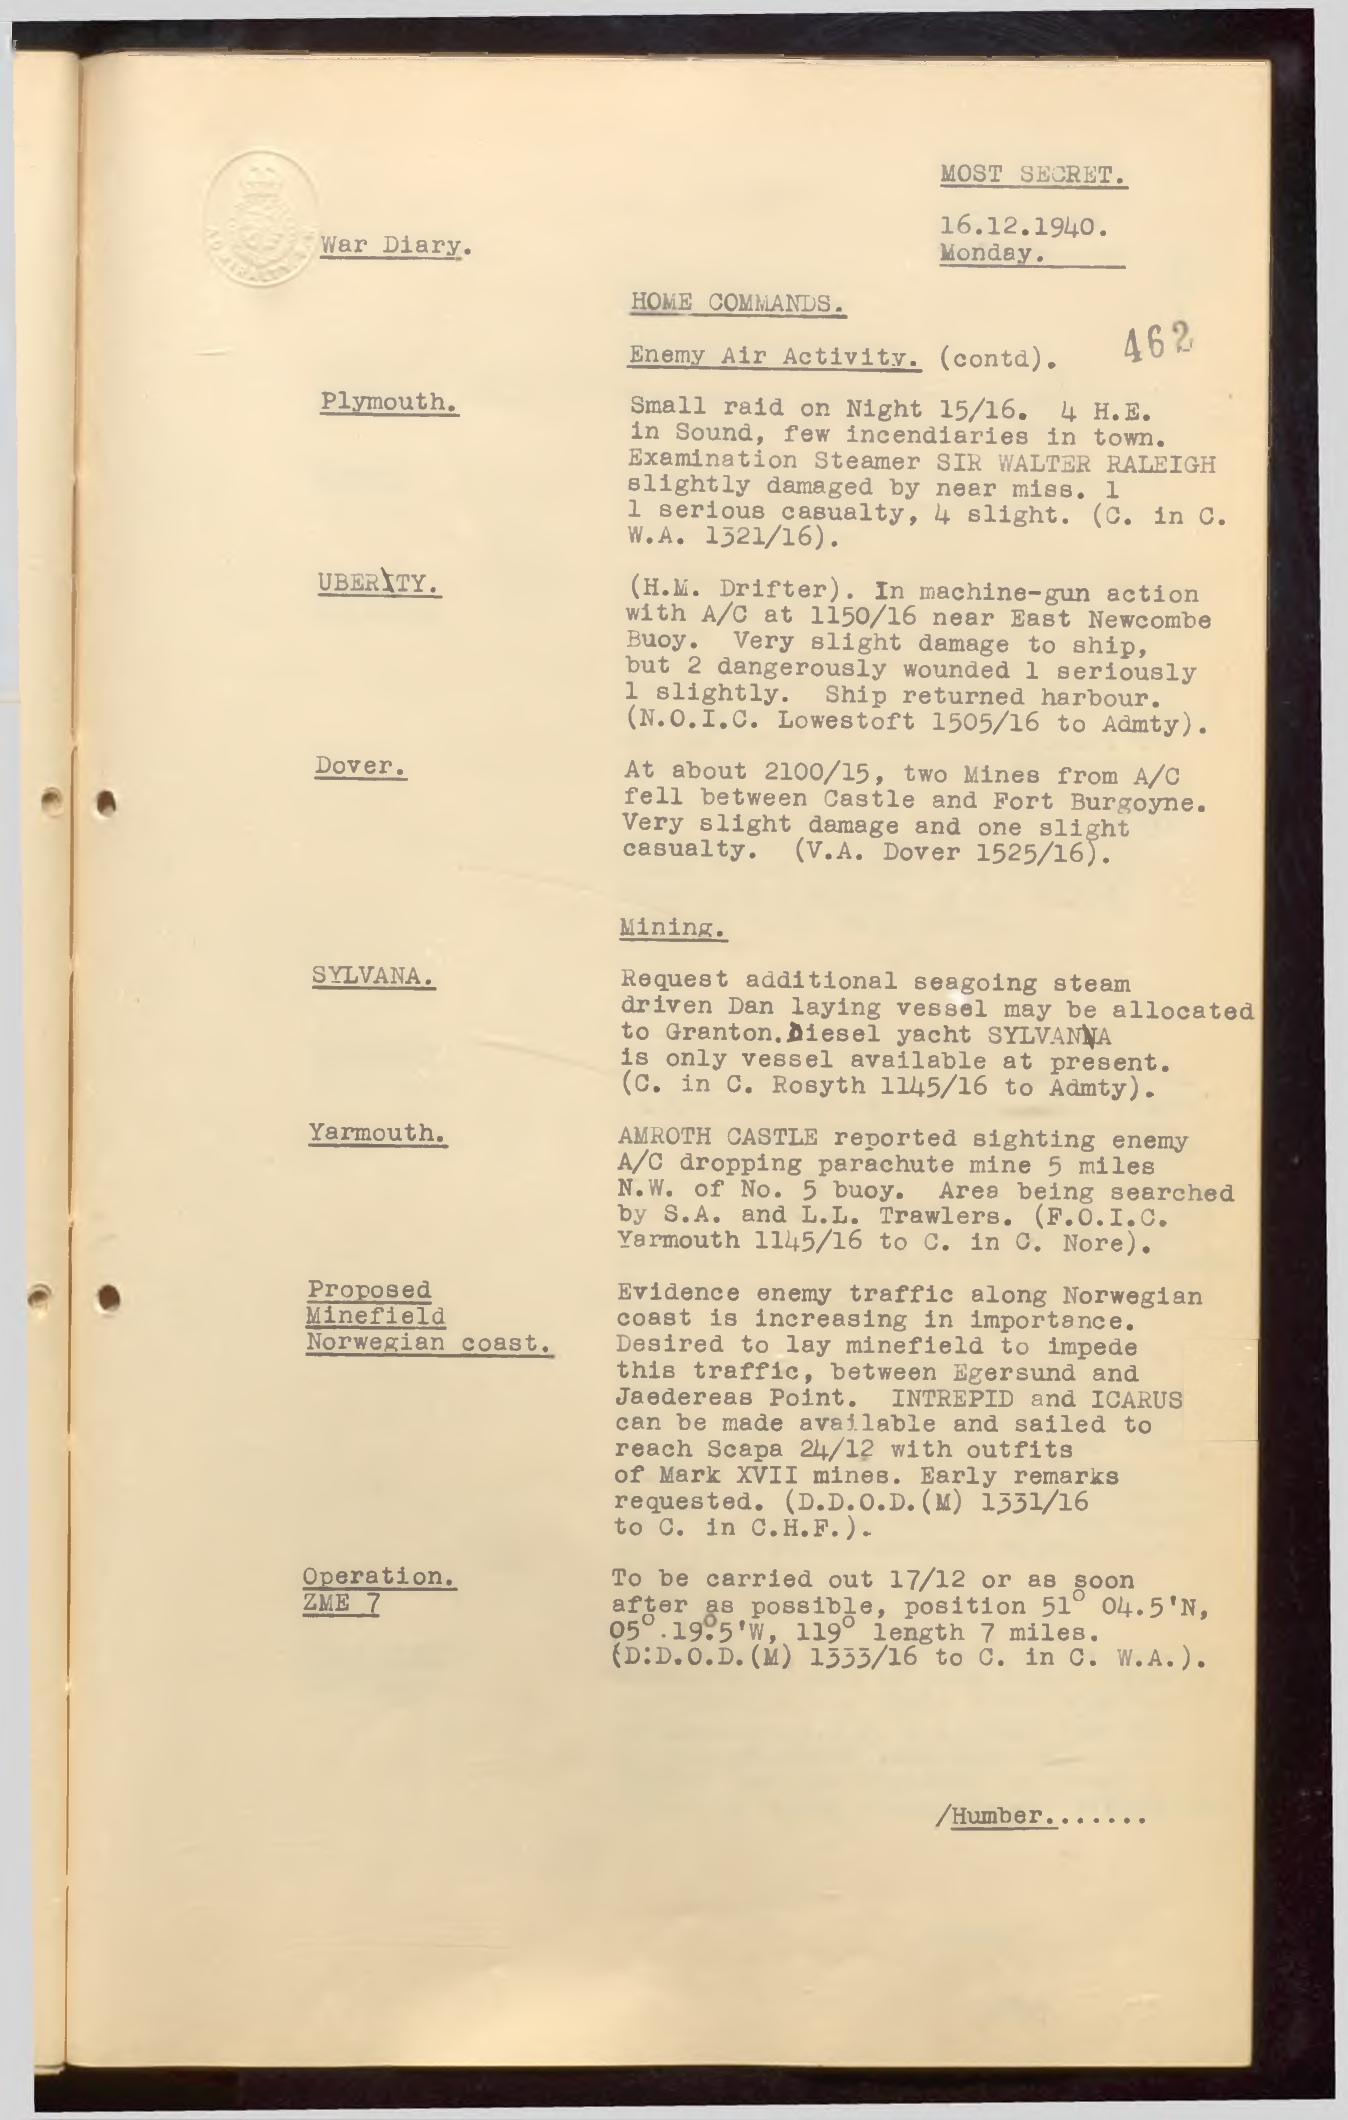 MOST SECRET.
16.12.1940.
War Diary.
Monday.
HOME COMMANDS.
462
Enemy Air Activity. (contd).
Plymouth.
Small raid on Night 15/16. 4 H.E.
in Sound, few incendiaries in town.
Examination Steamer SIR WALTER RALEIGH
slightly damaged by near miss. 1
1 serious casualty, 4 slight. (C. in C.
W.A. 1321/16).
UBERTY.
(H.M. Drifter). In machine-gun action
with A/C at 1150/16 near East Newcombe
Buoy. Very slight damage to ship,
but 2 dangerously wounded 1 seriously
1 slightly. Ship returned harbour.
(N.O.I.C. Lowestoft 1505/16 to Admty).
Dover.
At about 2100/15, two Mines from A/C
fell between Castle and Fort Burgoyne.
Very slight damage and one slight
casualty. (V.A. Dover 1525/16).
Mining.
SYLVANA.
Request additional seagoing steam
driven Dan laying vessel may be allocated
to Granton. Diesel yacht SYLVANA
is only vessel available at present.
(C. in C. Rosyth 1145/16 to Admty).
Yarmouth.
AMROTH CASTLE reported sighting enemy
A/C dropping parachute mine 5 miles
N.W. of No. 5 buoy. Area being searched
by S.A. and L.L. Trawlers. (F.O.I.C.
Yarmouth 1145/16 to C. in C. Nore).
Proposed
Minefield
Norwegian coast.
Evidence enemy traffic along Norwegian
coast is increasing in importance.
Desired to lay minefield to impede
this traffic, between Egersund and
Jaedereas Point. INTREPID and ICARUS
can be made available and sailed to
reach Scapa 24/12 with outfits
of Mark XVII mines. Early remarks
requested. (D.D.O.D.(M) 1331/16
to C. in C.H.F.).
Operation.
ZME 7
To be carried out 17/12 or as soon
after as possible, position 51° 04.5'N,
05° 19.5'W, 119° length 7 miles.
(D.D.O.D.(M) 1333/16 to C. in C. W.A.).
/Humber.......